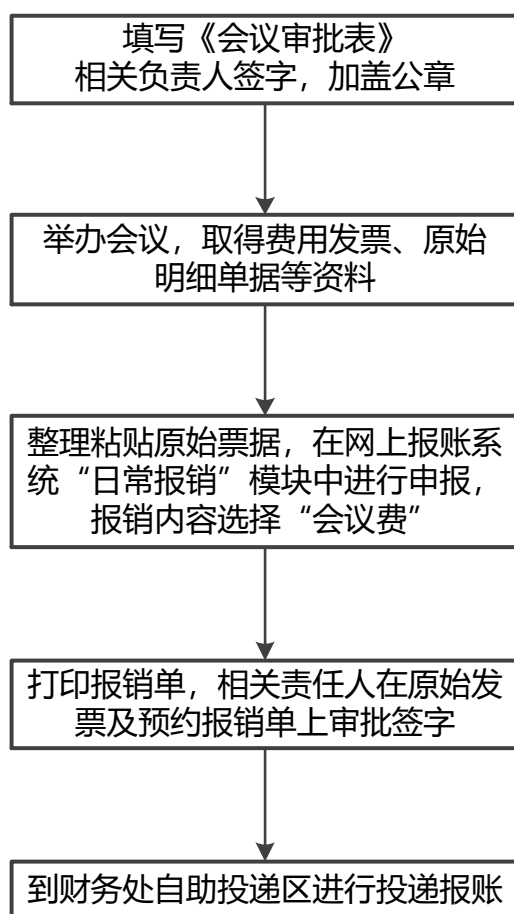 填写《会议审批表》
相关负责人签字，加盖公章
举办会议，取得费用发票、原始
明细单据等资料
整理粘贴原始票据，在网上报账系
统“日常报销”模块中进行申报，
报销内容选择“会议费”
打印报销单，相关责任人在原始发
票及预约报销单上审批签字
到财务处自助投递区进行投递报账